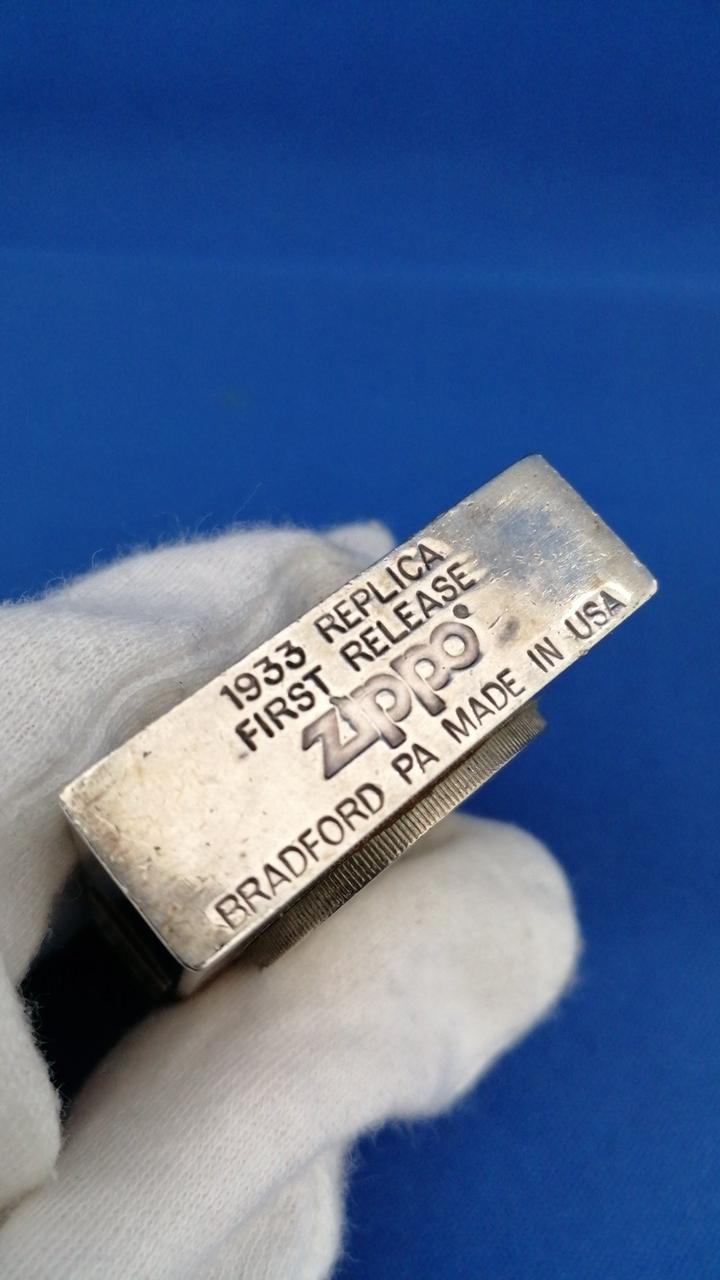 1933 REPLICA
FIRST RELEASE
zippo
BRADFORD PA MADE IN USA